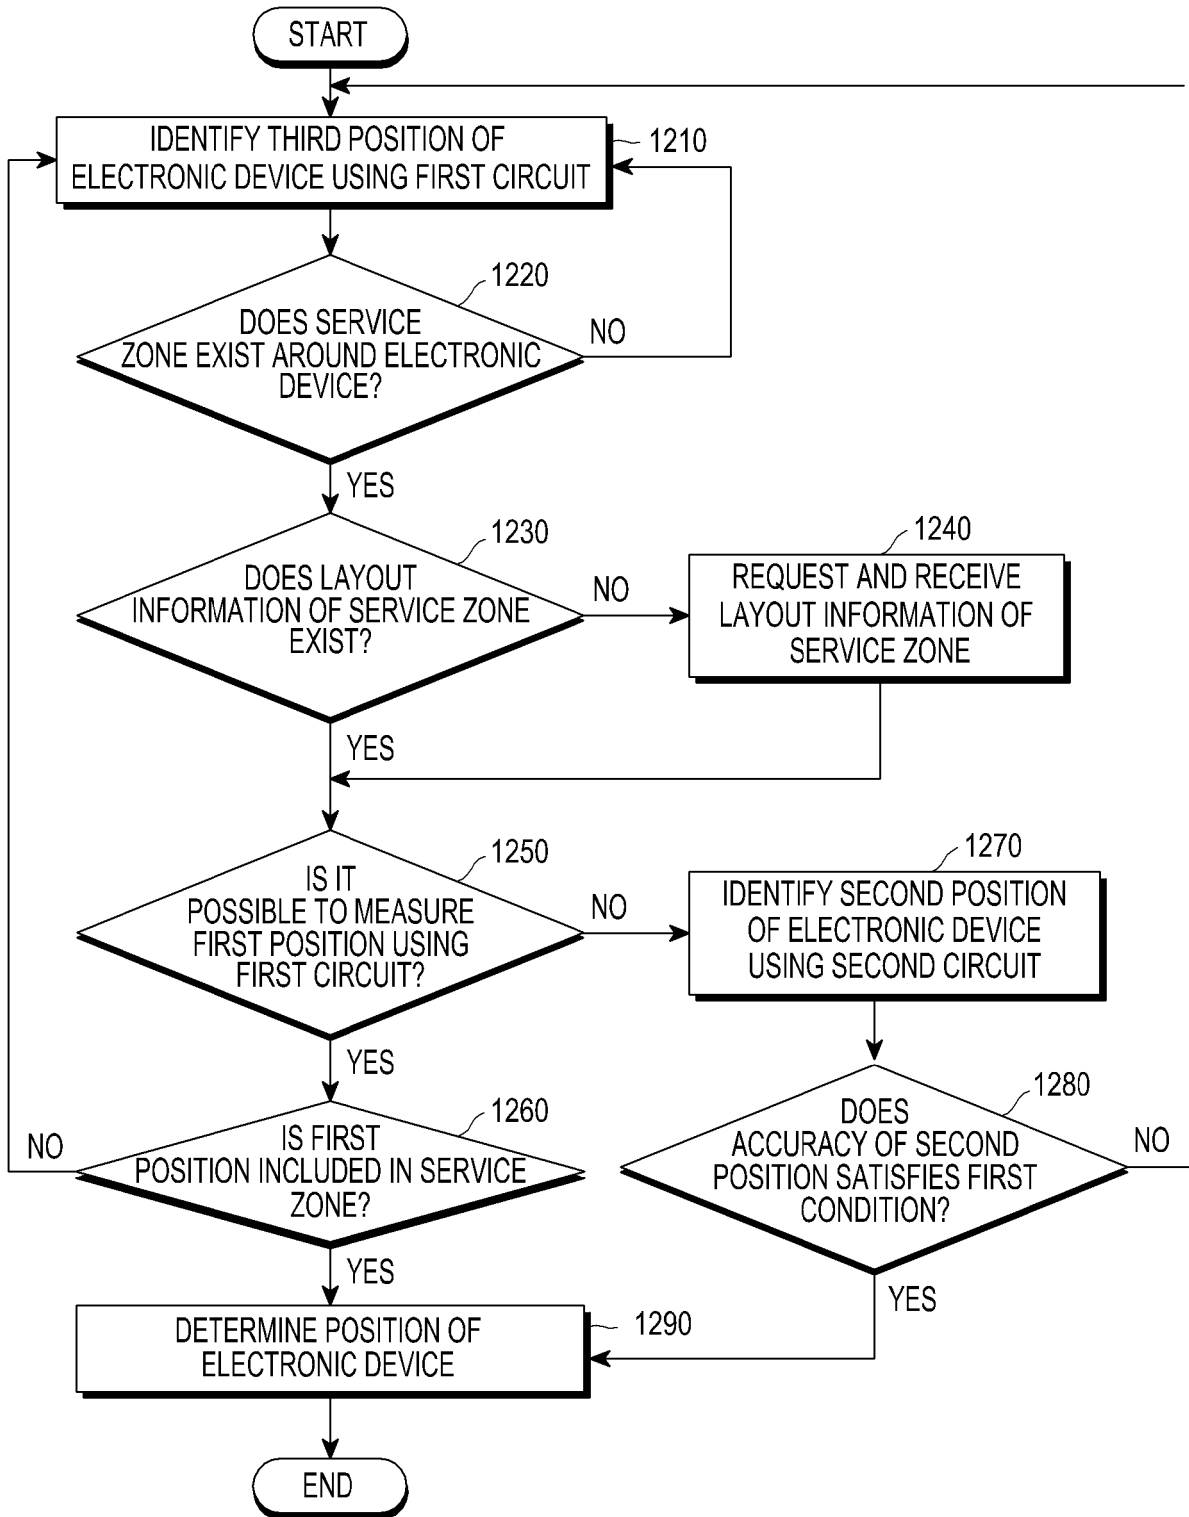 START
IDENTIFY THIRD POSITION OF
ELECTRONIC DEVICE USING FIRST CIRCUIT
1210
1220
DOES SERVICE
ZONE EXIST AROUND ELECTRONIC
DEVICE?
NO
YES
1230
DOES LAYOUT
INFORMATION OF SERVICE ZONE
EXIST?
NO
1240
REQUEST AND RECEIVE
LAYOUT INFORMATION OF
SERVICE ZONE
YES
1250
IS IT
POSSIBLE TO MEASURE
FIRST POSITION USING
FIRST CIRCUIT?
NO
1270
IDENTIFY SECOND POSITION
OF ELECTRONIC DEVICE
USING SECOND CIRCUIT
YES
1260
IS FIRST
POSITION INCLUDED IN SERVICE
ZONE?
NO
1280
DOES
ACCURACY OF SECOND
POSITION SATISFIES FIRST
CONDITION?
NO
YES
YES
DETERMINE POSITION OF
ELECTRONIC DEVICE
1290
END